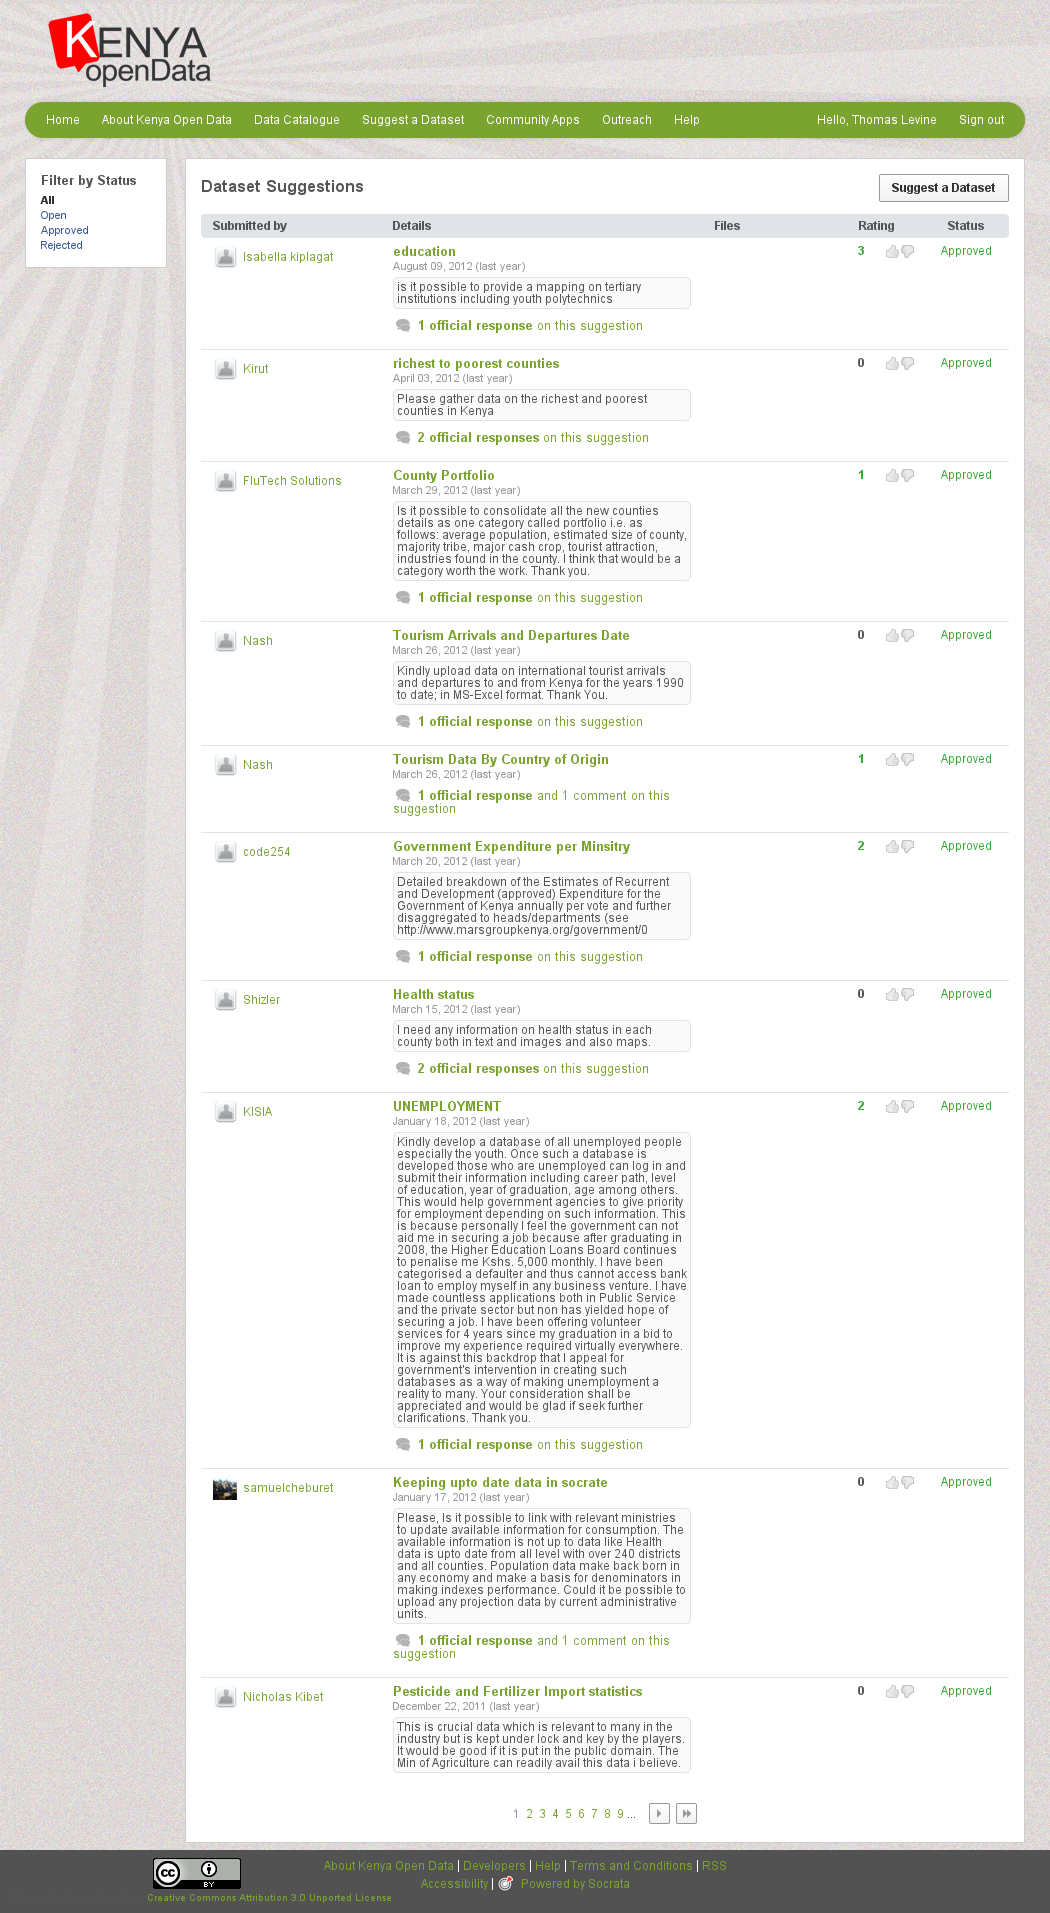 KENYA
openData
Home About Kenya Open Data Data Catalogue Suggest a Dataset Community Apps Outreach Help Hello, Thomas Levine Sign out
Filter by Status
All
Open
Approved
Rejected
Dataset Suggestions
Suggest a Dataset
Submitted by Details Files Rating Status
Isabella kiplagat education 3 Approved
August 09, 2012 (last year)
is it possible to provide a mapping on tertiary
institutions including youth polytechnics
1 official response on this suggestion
Kirut richest to poorest counties 0 Approved
April 03, 2012 (last year)
Please gather data on the richest and poorest
counties in Kenya
2 official responses on this suggestion
FluTech Solutions County Portfolio 1 Approved
March 29, 2012 (last year)
Is it possible to consolidate all the new counties
details as one category called portfolio i.e. as
follows: average population, estimated size of county,
majority tribe, major cash crop, tourist attraction,
industries found in the county. I think that would be a
category worth the work. Thank you.
1 official response on this suggestion
Nash Tourism Arrivals and Departures Date 0 Approved
March 26, 2012 (last year)
Kindly upload data on international tourist arrivals
and departures to and from Kenya for the years 1990
to date; in MS-Excel format. Thank You.
1 official response on this suggestion
Nash Tourism Data By Country of Origin 1 Approved
March 26, 2012 (last year)
1 official response and 1 comment on this
suggestion
code254 Government Expenditure per Minsitry 2 Approved
March 20, 2012 (last year)
Detailed breakdown of the Estimates of Recurrent
and Development (approved) Expenditure for the
Government of Kenya annually per vote and further
disaggregated to heads/departments (see
http://www.marsgroupkenya.org/government/0
1 official response on this suggestion
Shizler Health status 0 Approved
March 15, 2012 (last year)
I need any information on health status in each
county both in text and images and also maps.
2 official responses on this suggestion
KISIA UNEMPLOYMENT 2 Approved
January 18, 2012 (last year)
Kindly develop a database of all unemployed people
especially the youth. Once such a database is
developed those who are unemployed can log in and
submit their information including career path, level
of education, year of graduation, age among others.
This would help government agencies to give priority
for employment depending on such information. This
is because personally I feel the government can not
aid me in securing a job because after graduating in
2008, the Higher Education Loans Board continues
to penalise me Kshs. 5,000 monthly. I have been
categorised a defaulter and thus cannot access bank
loan to employ myself in any business venture. I have
made countless applications both in Public Service
and the private sector but non has yielded hope of
securing a job. I have been offering volunteer
services for 4 years since my graduation in a bid to
improve my experience required virtually everywhere.
It is against this backdrop that I appeal for
government's intervention in creating such
databases as a way of making unemployment a
reality to many. Your consideration shall be
appreciated and would be glad if seek further
clarifications. Thank you.
1 official response on this suggestion
samuelcheburet Keeping upto date data in socrate 0 Approved
January 17, 2012 (last year)
Please, Is it possible to link with relevant ministries
to update available information for consumption. The
available information is not up to data like Health
data is upto date from all level with over 240 districts
and all counties. Population data make back born in
any economy and make a basis for denominators in
making indexes performance. Could it be possible to
upload any projection data by current administrative
units.
1 official response and 1 comment on this
suggestion
Nicholas Kibet Pesticide and Fertilizer Import statistics 0 Approved
December 22, 2011 (last year)
This is crucial data which is relevant to many in the
industry but is kept under lock and key by the players.
It would be good if it is put in the public domain. The
Min of Agriculture can readily avail this data i believe.
1 2 3 4 5 6 7 8 9 ...
CC BY
Creative Commons Attribution 3.0 Unported License
About Kenya Open Data | Developers | Help | Terms and Conditions | RSS
Accessibility | Powered by Socrata